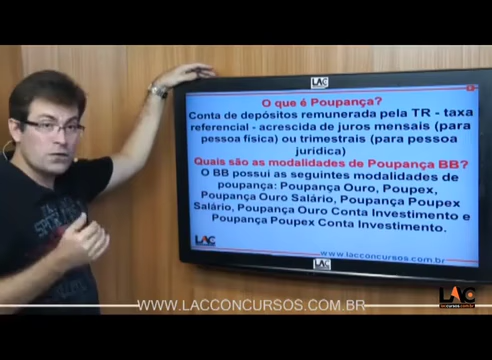 LAC
O que é Poupança?
Conta de depósitos remunerada pela TR - taxa
referencial - acrescida de juros mensais (para
pessoa física) ou trimestrais (para pessoa
jurídica)
Quais são as modalidades de Poupança BB?
O BB possui as seguintes modalidades de
poupança: Poupança Ouro, Poupex,
Poupança Ouro Salário, Poupança Poupex
Salário, Poupança Ouro Conta Investimento e
Poupança Poupex Conta Investimento.
LAC
www.lacconcursos.com.br
LAC
WWW.LACCONCURSOS.COM.BR
LAC